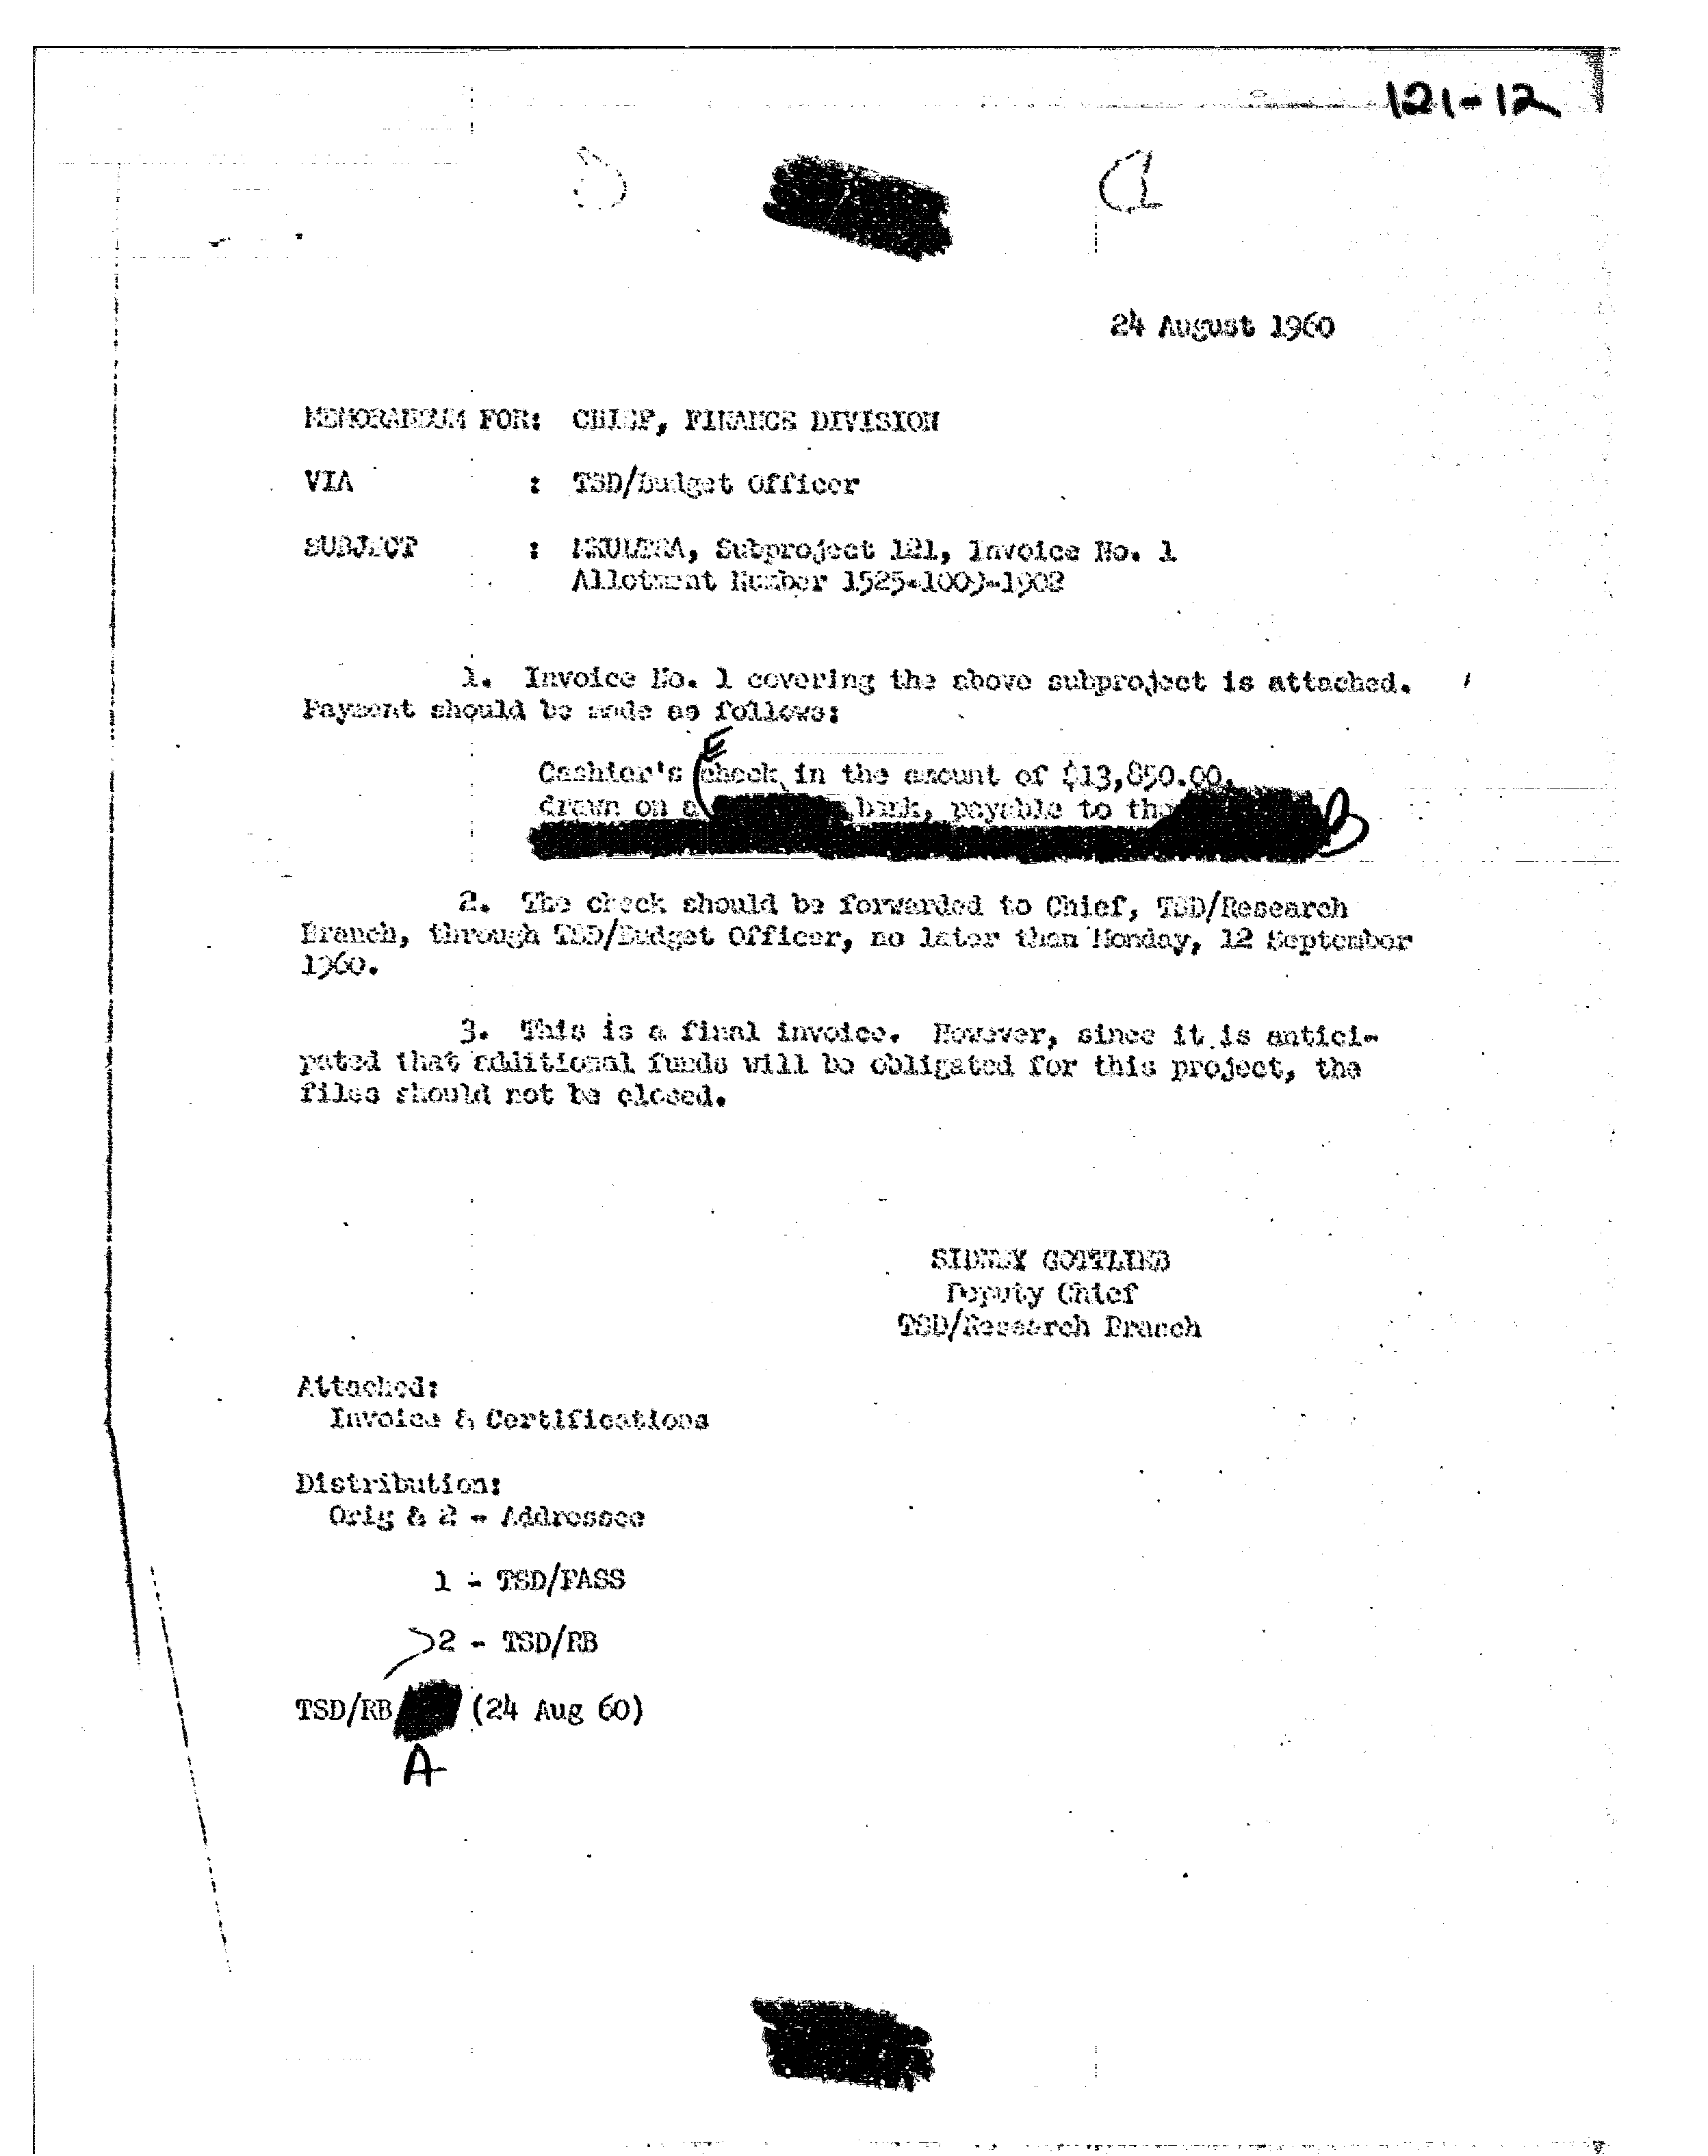 121-12
24 August 1960
MEMORANDUM FOR: CHIEF, FINANCE DIVISION
VIA : TSD/Budget Officer
SUBJECT : MKULTRA, Subproject 121, Invoice No. 1
Allotment Number 1525-1009-1902
1. Invoice No. 1 covering the above subproject is attached.
Payment should be made as follows:
E
Cashier's check in the amount of $13,850.00,
drawn on a bank, payable to the
B
2. The check should be forwarded to Chief, TSD/Research
Branch, through TSD/Budget Officer, no later than Monday, 12 September
1960.
3. This is a final invoice. However, since it is antici-
pated that additional funds will be obligated for this project, the
files should not be closed.
SIDNEY GOTTLIEB
Deputy Chief
TSD/Research Branch
Attached:
Invoice & Certifications
Distribution:
Orig & 2 - Addressee
1 - TSD/FASS
2 - TSD/RB
TSD/RB (24 Aug 60)
A